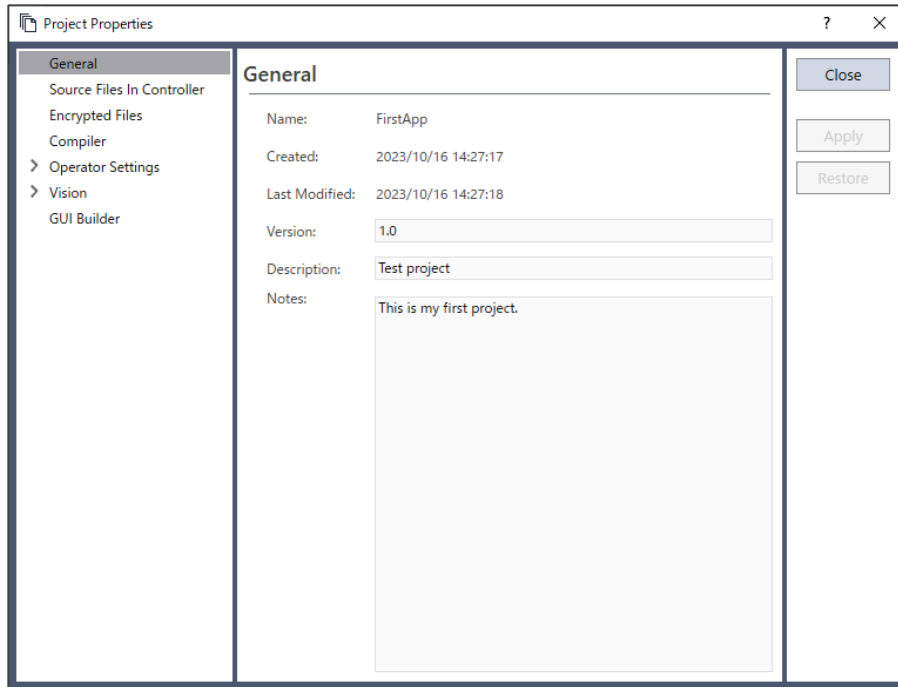 Project Properties
?
General
Source Files In Controller
Encrypted Files
Compiler
Operator Settings
Vision
GUI Builder
General
Name: FirstApp
Created: 2023/10/16 14:27:17
Last Modified: 2023/10/16 14:27:18
Version: 1.0
Description: Test project
Notes: This is my first project.
Close
Apply
Restore